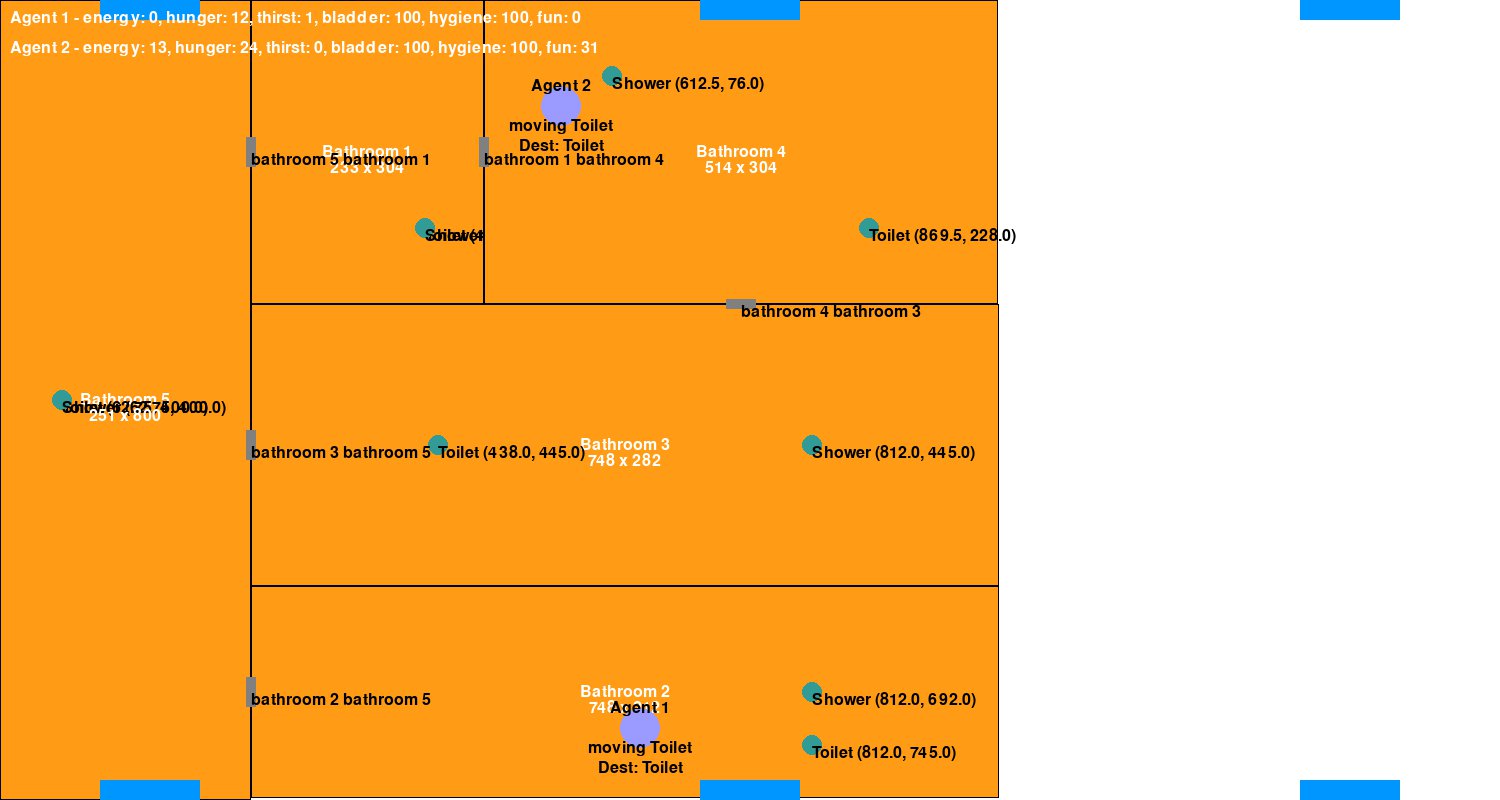 Agent 1 - energy: 0, hunger: 12, thirst: 1, bladder: 100, hygiene: 100, fun: 0
Agent 2 - energy: 13, hunger: 24, thirst: 0, bladder: 100, hygiene: 100, fun: 31
Agent 2
Shower (612.5, 76.0)
moving Toilet
Dest: Toilet
Bathroom 1
233 x 304
bathroom 5 bathroom 1
bathroom 1 bathroom 4
Bathroom 4
514 x 304
Toilet (869.5, 228.0)
bathroom 4 bathroom 3
Bathroom 5
251 x 800
bathroom 3 bathroom 5
Toilet (438.0, 445.0)
Bathroom 3
748 x 282
Shower (812.0, 445.0)
bathroom 2 bathroom 5
Bathroom 2
Agent 1
moving Toilet
Dest: Toilet
Shower (812.0, 692.0)
Toilet (812.0, 745.0)